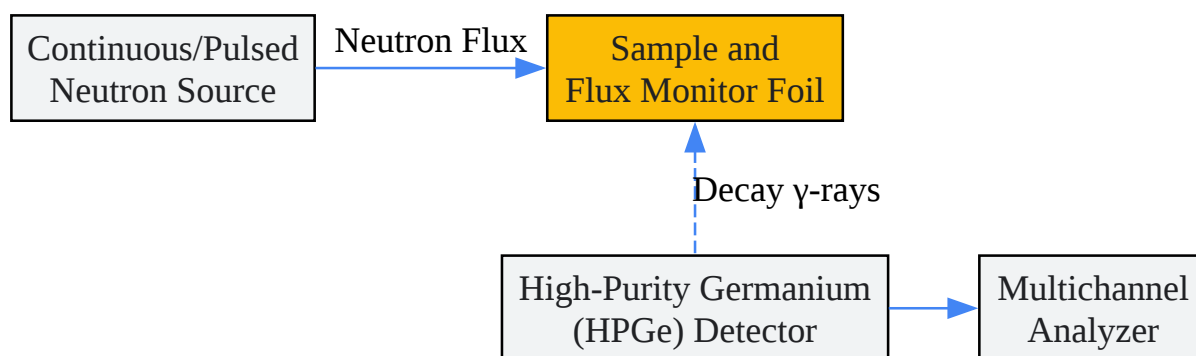 Continuous/Pulsed
Neutron Source
Neutron Flux
Sample and
Flux Monitor Foil
Decay γ-rays
High-Purity Germanium
(HPGe) Detector
Multichannel
Analyzer